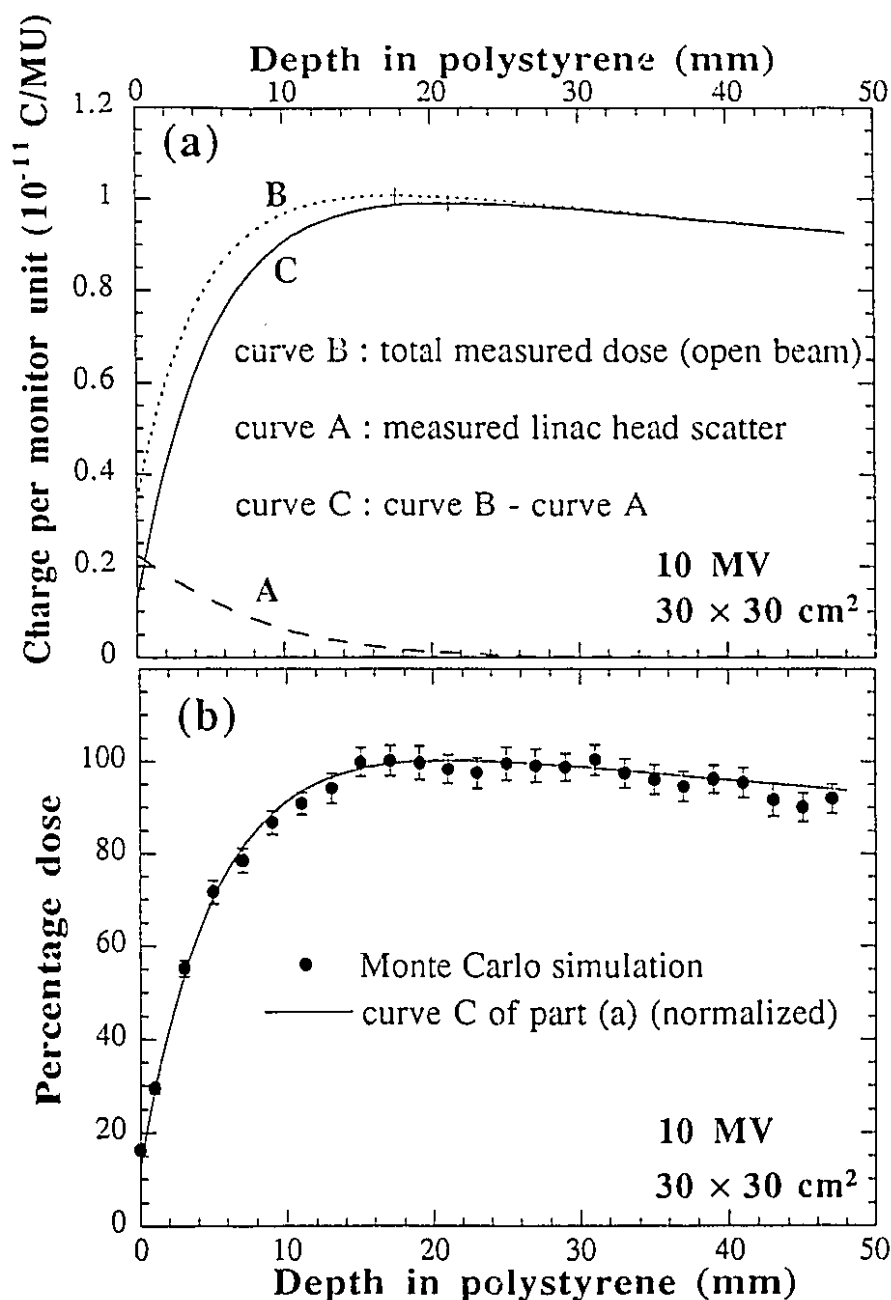 Depth in polystyrene (mm)
0 10 20 30 40 50
Charge per monitor unit (10⁻¹¹ C/MU)
1.2
1
0.8
0.6
0.4
0.2
0
(a)
B
C
curve B : total measured dose (open beam)
curve A : measured linac head scatter
curve C : curve B - curve A
10 MV
30 × 30 cm²
A
(b)
Percentage dose
100
80
60
40
20
0
Monte Carlo simulation
curve C of part (a) (normalized)
10 MV
30 × 30 cm²
0 10 20 30 40 50
Depth in polystyrene (mm)